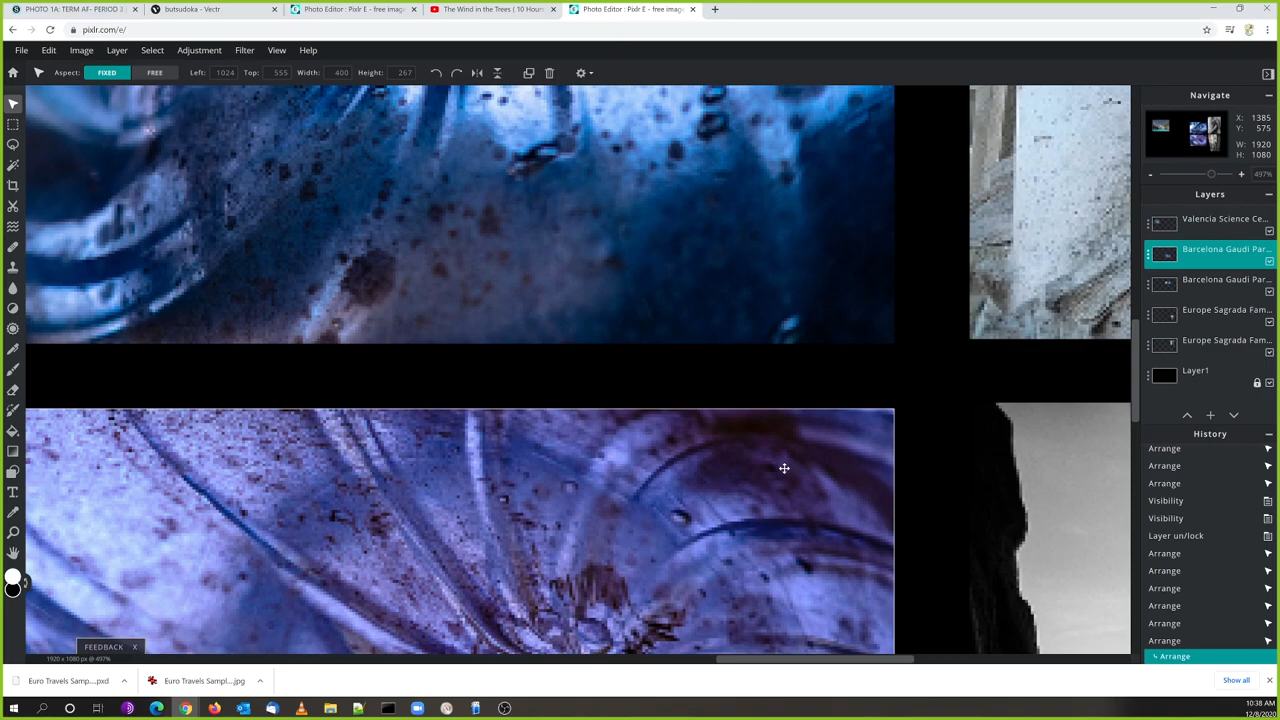 PHOTO 1A: TERM AF- PERIOD 3
butsudoka - Vectr
Photo Editor : Pixlr E - free imag
The Wind in the Trees ( 10 Hours
Photo Editor : Pixlr E - free imag
pixlr.com/e/
File Edit Image Layer Select Adjustment Filter View Help
Aspect: FIXED FREE Left: 1024 Top: 555 Width: 400 Height: 267
Navigate
X: 1385
Y: 575
W: 1920
H: 1080
- + 497%
Layers
Valencia Science Ce...
Barcelona Gaudi Par...
Barcelona Gaudi Par...
Europe Sagrada Fam...
Europe Sagrada Fam...
Layer1
History
Arrange
Arrange
Arrange
Visibility
Visibility
Layer un/lock
Arrange
Arrange
Arrange
Arrange
Arrange
Arrange
Arrange
FEEDBACK X
1920 x 1080 px @ 497%
Euro Travels Samp....pxd
Euro Travels Sampl....jpg
Show all
10:38 AM
12/8/2020